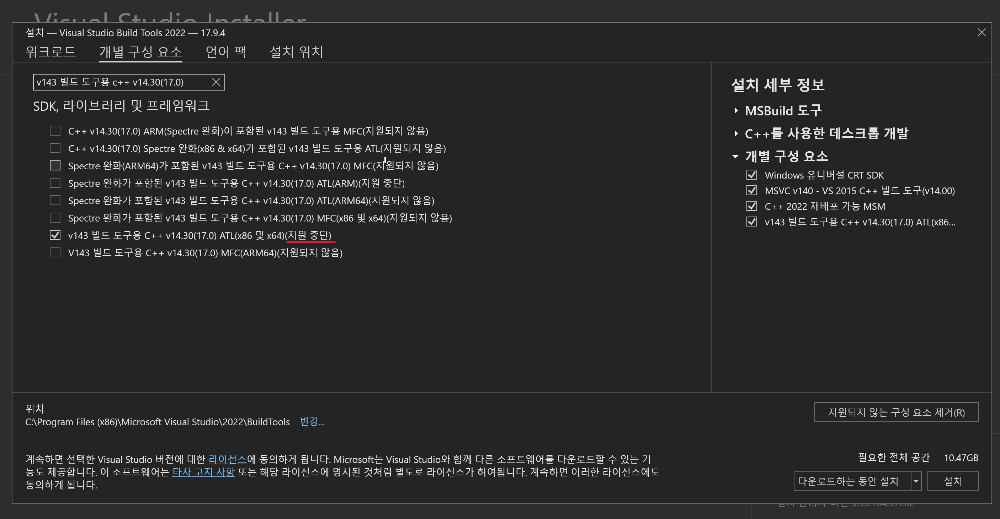 Visual Studio Installer
설치 — Visual Studio Build Tools 2022 — 17.9.4
워크로드 개별 구성 요소 언어 팩 설치 위치
v143 빌드 도구용 c++ v14.30(17.0)
SDK, 라이브러리 및 프레임워크
C++ v14.30(17.0) ARM(Spectre 완화)이 포함된 v143 빌드 도구용 MFC(지원되지 않음)
C++ v14.30(17.0) Spectre 완화(x86 & x64)가 포함된 v143 빌드 도구용 ATL(지원되지 않음)
Spectre 완화(ARM64)가 포함된 v143 빌드 도구용 C++ v14.30(17.0) MFC(지원되지 않음)
Spectre 완화가 포함된 v143 빌드 도구용 C++ v14.30(17.0) ATL(ARM)(지원 중단)
Spectre 완화가 포함된 v143 빌드 도구용 C++ v14.30(17.0) ATL(ARM64)(지원되지 않음)
Spectre 완화가 포함된 v143 빌드 도구용 C++ v14.30(17.0) MFC(x86 및 x64)(지원되지 않음)
v143 빌드 도구용 C++ v14.30(17.0) ATL(x86 및 x64)(지원 중단)
V143 빌드 도구용 C++ v14.30(17.0) MFC(ARM64)(지원되지 않음)
설치 세부 정보
MSBuild 도구
C++를 사용한 데스크톱 개발
개별 구성 요소
Windows 유니버설 CRT SDK
MSVC v140 - VS 2015 C++ 빌드 도구(v14.00)
C++ 2022 재배포 가능 MSM
v143 빌드 도구용 C++ v14.30(17.0) ATL(x86...
위치
C:\Program Files (x86)\Microsoft Visual Studio\2022\BuildTools 변경...
지원되지 않는 구성 요소 제거(R)
계속하면 선택한 Visual Studio 버전에 대한 라이선스에 동의하게 됩니다. Microsoft는 Visual Studio와 함께 다른 소프트웨어를 다운로드할 수 있는 기
능도 제공합니다. 이 소프트웨어는 타사 고지 사항 또는 해당 라이선스에 명시된 것처럼 별도로 라이선스가 허여됩니다. 계속하면 이러한 라이선스에도
동의하게 됩니다.
필요한 전체 공간 10.47GB
다운로드하는 동안 설치 설치